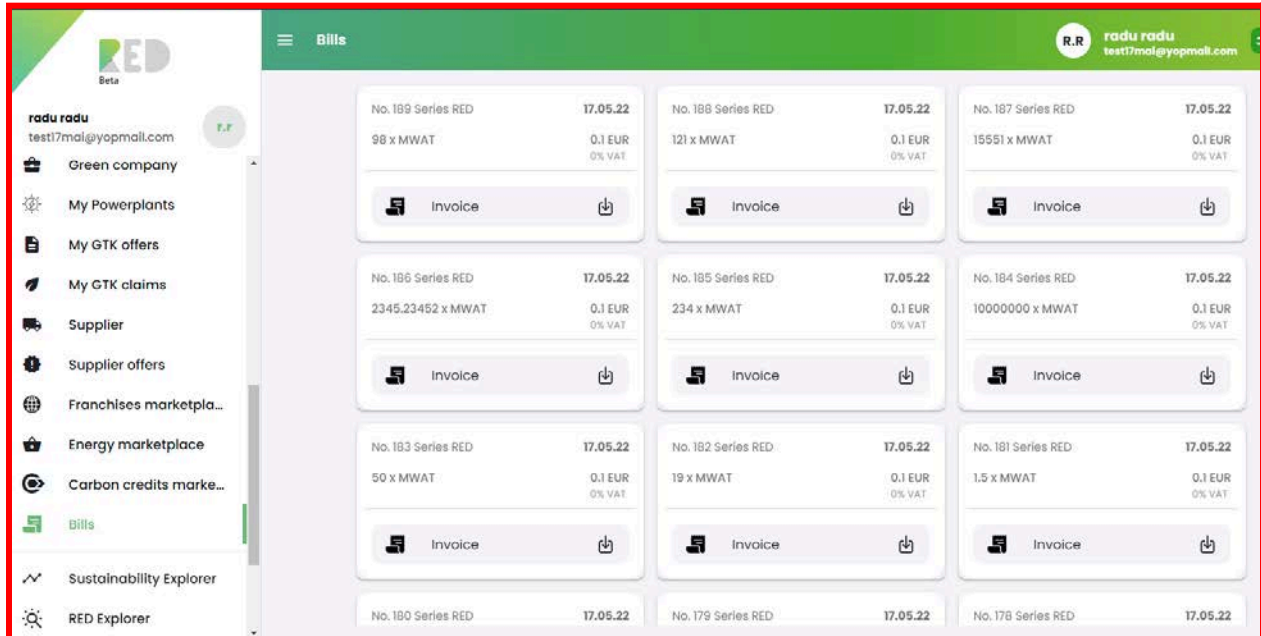 RED
Beta
radu radu
test17mai@yopmail.com
r.r
Green company
My Powerplants
My GTK offers
My GTK claims
Supplier
Supplier offers
Franchises marketpla...
Energy marketplace
Carbon credits marke...
Bills
Sustainability Explorer
RED Explorer
Bills
R.R
radu radu
test17mai@yopmail.com
No. 189 Series RED 17.05.22
98 x MWAT 0.1 EUR
0% VAT
Invoice
No. 188 Series RED 17.05.22
121 x MWAT 0.1 EUR
0% VAT
Invoice
No. 187 Series RED 17.05.22
15551 x MWAT 0.1 EUR
0% VAT
Invoice
No. 186 Series RED 17.05.22
2345.23452 x MWAT 0.1 EUR
0% VAT
Invoice
No. 185 Series RED 17.05.22
234 x MWAT 0.1 EUR
0% VAT
Invoice
No. 184 Series RED 17.05.22
10000000 x MWAT 0.1 EUR
0% VAT
Invoice
No. 183 Series RED 17.05.22
50 x MWAT 0.1 EUR
0% VAT
Invoice
No. 182 Series RED 17.05.22
19 x MWAT 0.1 EUR
0% VAT
Invoice
No. 181 Series RED 17.05.22
1.5 x MWAT 0.1 EUR
0% VAT
Invoice
No. 180 Series RED 17.05.22
No. 179 Series RED 17.05.22
No. 178 Series RED 17.05.22